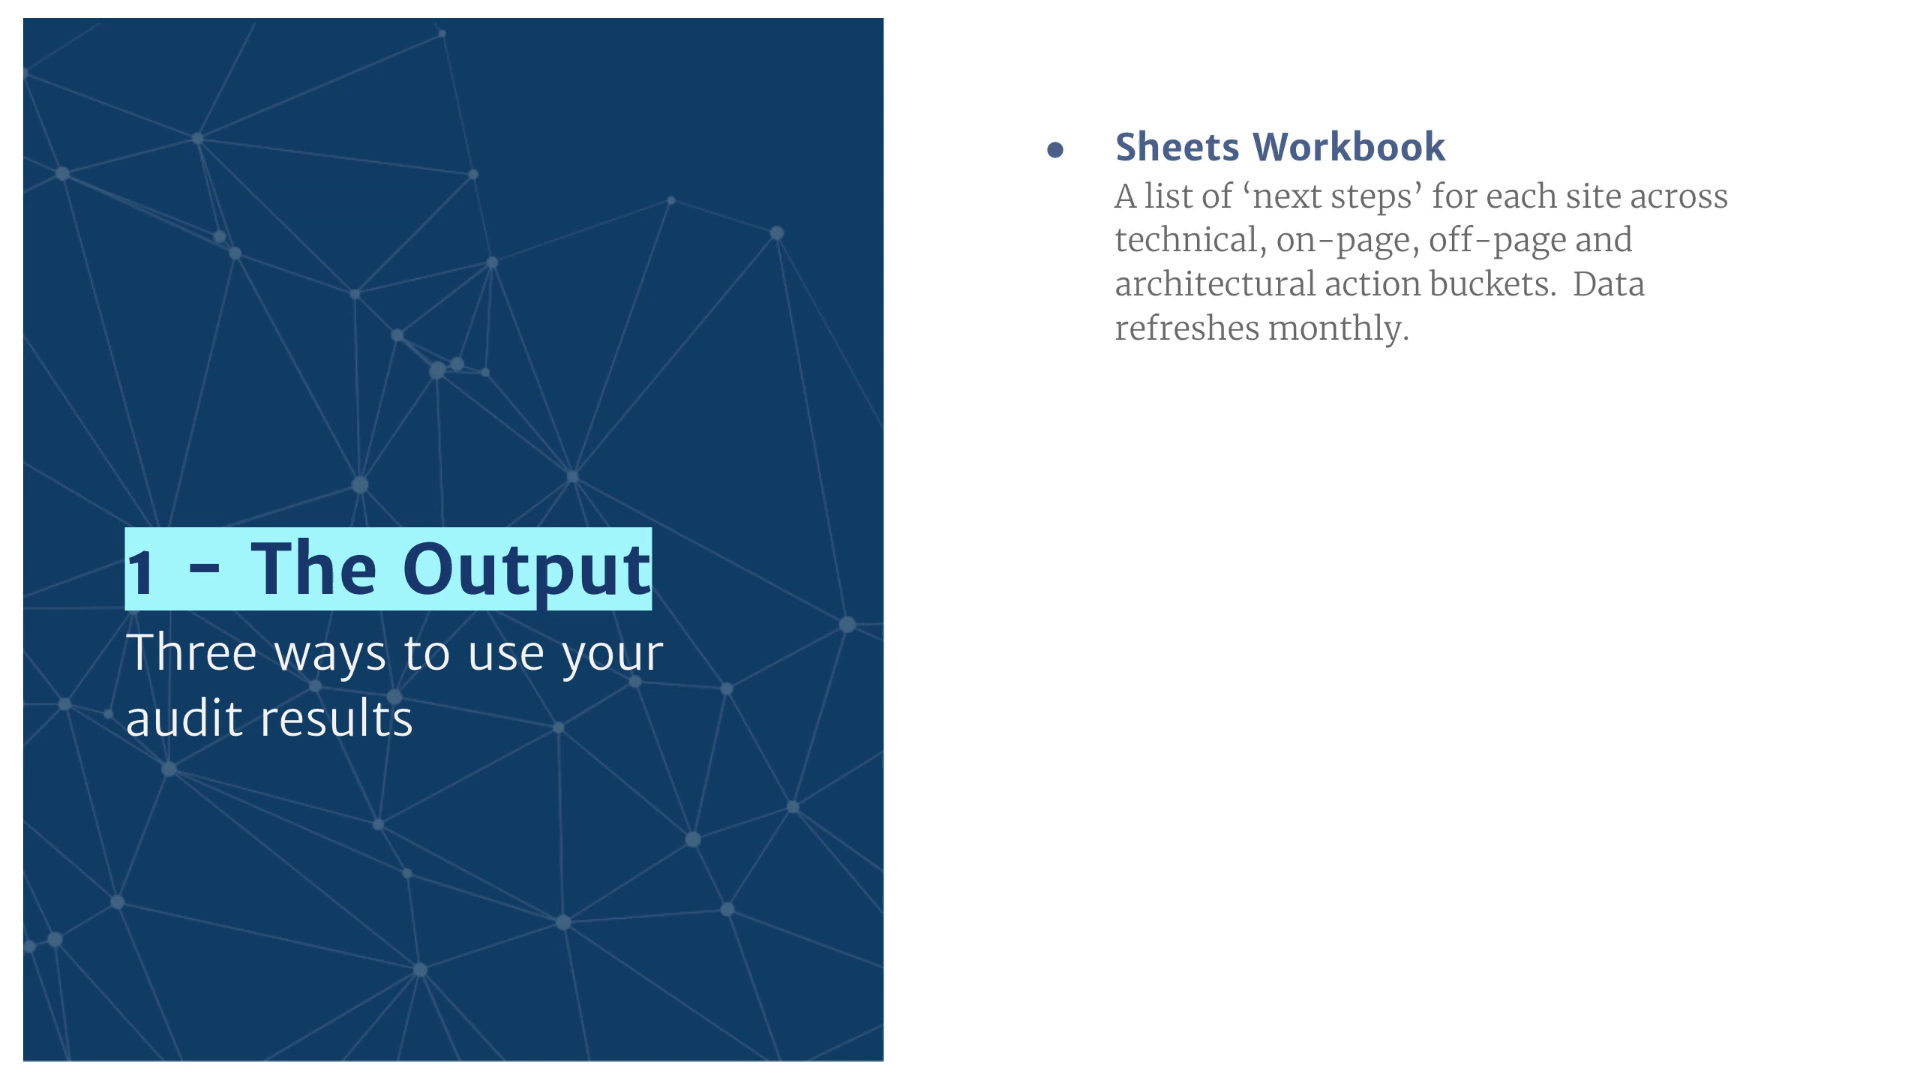 1 - The Output
Three ways to use your
audit results
● Sheets Workbook
A list of ‘next steps’ for each site across
technical, on-page, off-page and
architectural action buckets.  Data
refreshes monthly.